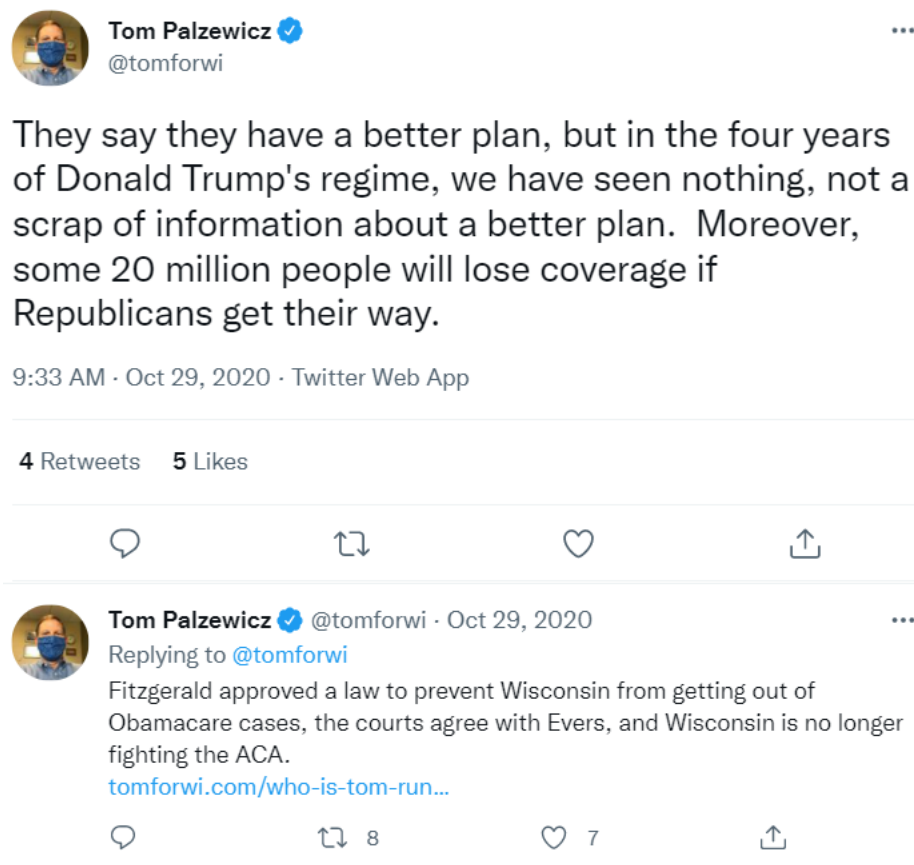 Tom Palzewicz
@tomforwi
They say they have a better plan, but in the four years
of Donald Trump's regime, we have seen nothing, not a
scrap of information about a better plan.  Moreover,
some 20 million people will lose coverage if
Republicans get their way.
9:33 AM · Oct 29, 2020 · Twitter Web App
4 Retweets 5 Likes
Tom Palzewicz @tomforwi · Oct 29, 2020
Replying to @tomforwi
Fitzgerald approved a law to prevent Wisconsin from getting out of
Obamacare cases, the courts agree with Evers, and Wisconsin is no longer
fighting the ACA.
tomforwi.com/who-is-tom-run...
8 7